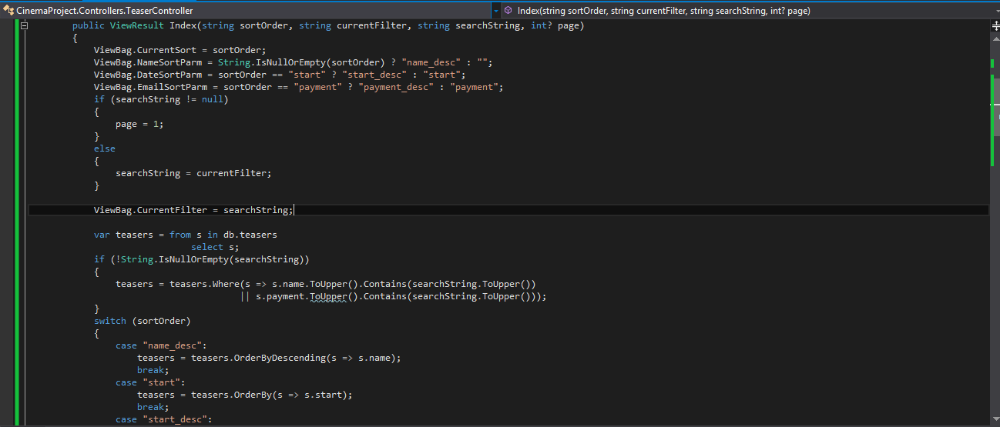 CinemaProject.Controllers.TeaserController
Index(string sortOrder, string currentFilter, string searchString, int? page)
public ViewResult Index(string sortOrder, string currentFilter, string searchString, int? page)
{
ViewBag.CurrentSort = sortOrder;
ViewBag.NameSortParm = String.IsNullOrEmpty(sortOrder) ? "name_desc" : "";
ViewBag.DateSortParm = sortOrder == "start" ? "start_desc" : "start";
ViewBag.EmailSortParm = sortOrder == "payment" ? "payment_desc" : "payment";
if (searchString != null)
{
page = 1;
}
else
{
searchString = currentFilter;
}
ViewBag.CurrentFilter = searchString;
var teasers = from s in db.teasers
select s;
if (!String.IsNullOrEmpty(searchString))
{
teasers = teasers.Where(s => s.name.ToUpper().Contains(searchString.ToUpper())
|| s.payment.ToUpper().Contains(searchString.ToUpper()));
}
switch (sortOrder)
{
case "name_desc":
teasers = teasers.OrderByDescending(s => s.name);
break;
case "start":
teasers = teasers.OrderBy(s => s.start);
break;
case "start_desc":